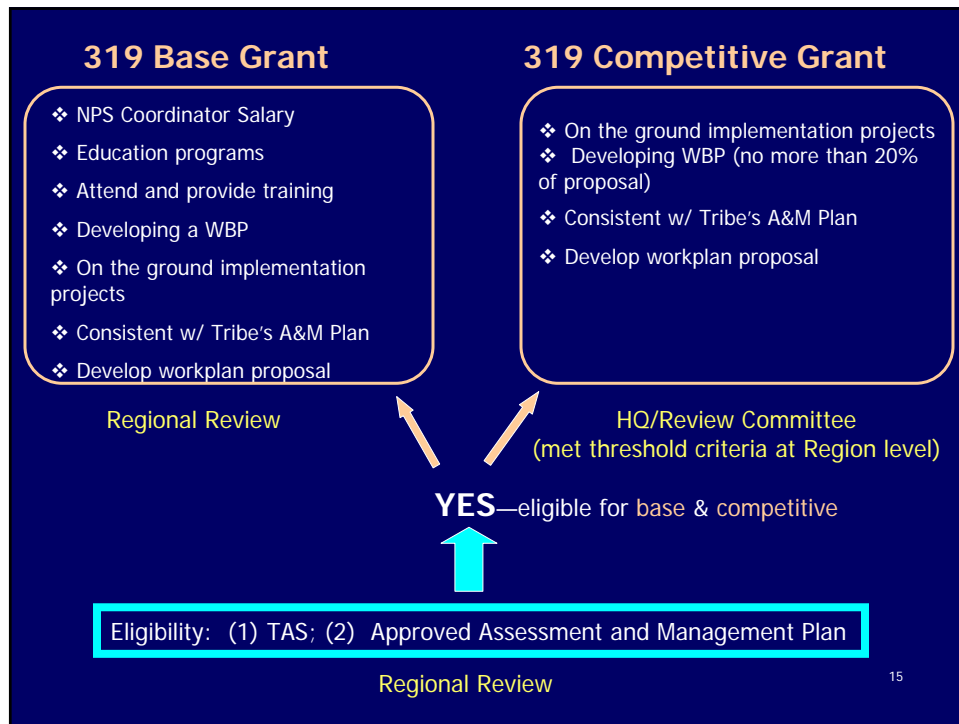 319 Base Grant
❖ NPS Coordinator Salary
❖ Education programs
❖ Attend and provide training
❖ Developing a WBP
❖ On the ground implementation
projects
❖ Consistent w/ Tribe's A&M Plan
❖ Develop workplan proposal
Regional Review
319 Competitive Grant
❖ On the ground implementation projects
❖ Developing WBP (no more than 20%
of proposal)
❖ Consistent w/ Tribe's A&M Plan
❖ Develop workplan proposal
HQ/Review Committee
(met threshold criteria at Region level)
YES—eligible for base & competitive
Eligibility: (1) TAS; (2) Approved Assessment and Management Plan
Regional Review
15